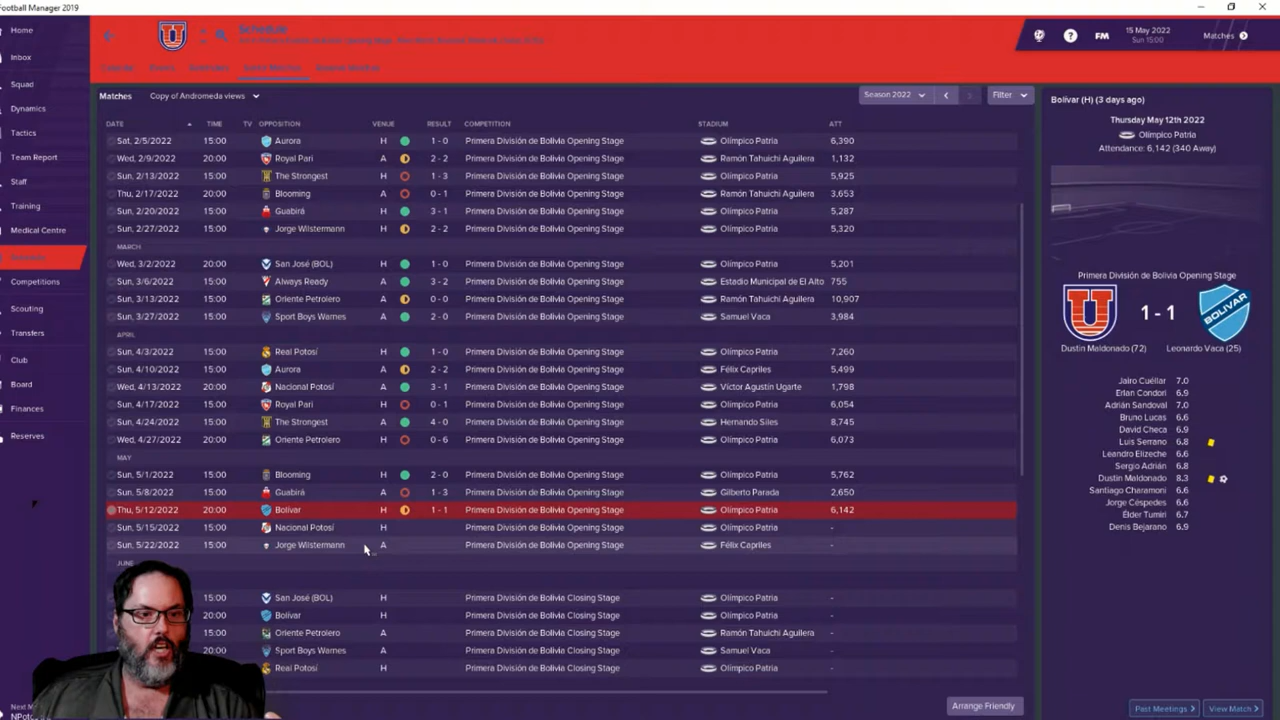 Football Manager 2019
Home
Inbox
Squad
Dynamics
Tactics
Team Report
Staff
Training
Medical Centre
Schedule
Competitions
Scouting
Transfers
Club
Board
Finances
Reserves
Schedule
15 May 2022
Sun 15:00
FM
Matches
Matches Copy of Andromeda views
Season 2022 Filter
DATE TIME TV OPPOSITION VENUE RESULT COMPETITION STADIUM ATT
Sat, 2/5/2022 15:00 Aurora H 1 - 0 Primera División de Bolivia Opening Stage Olímpico Patria 6,390
Wed, 2/9/2022 20:00 Royal Pari A 2 - 2 Primera División de Bolivia Opening Stage Ramón Tahuichi Aguilera 1,132
Sun, 2/13/2022 15:00 The Strongest H 1 - 3 Primera División de Bolivia Opening Stage Olímpico Patria 5,925
Thu, 2/17/2022 20:00 Blooming A 0 - 1 Primera División de Bolivia Opening Stage Ramón Tahuichi Aguilera 3,653
Sun, 2/20/2022 15:00 Guabirá H 3 - 1 Primera División de Bolivia Opening Stage Olímpico Patria 5,287
Sun, 2/27/2022 15:00 Jorge Wilstermann H 2 - 2 Primera División de Bolivia Opening Stage Olímpico Patria 5,320
MARCH
Wed, 3/2/2022 20:00 San José (BOL) H 1 - 0 Primera División de Bolivia Opening Stage Olímpico Patria 5,201
Sun, 3/6/2022 15:00 Always Ready A 3 - 2 Primera División de Bolivia Opening Stage Estadio Municipal de El Alto 755
Sun, 3/13/2022 15:00 Oriente Petrolero A 0 - 0 Primera División de Bolivia Opening Stage Ramón Tahuichi Aguilera 10,907
Sun, 3/27/2022 15:00 Sport Boys Warnes A 2 - 0 Primera División de Bolivia Opening Stage Samuel Vaca 3,984
APRIL
Sun, 4/3/2022 15:00 Real Potosí H 1 - 0 Primera División de Bolivia Opening Stage Olímpico Patria 7,260
Sun, 4/10/2022 15:00 Aurora A 2 - 2 Primera División de Bolivia Opening Stage Félix Capriles 5,499
Wed, 4/13/2022 20:00 Nacional Potosí A 3 - 1 Primera División de Bolivia Opening Stage Víctor Agustín Ugarte 1,798
Sun, 4/17/2022 15:00 Royal Pari H 0 - 1 Primera División de Bolivia Opening Stage Olímpico Patria 6,054
Sun, 4/24/2022 15:00 The Strongest A 4 - 0 Primera División de Bolivia Opening Stage Hernando Siles 8,745
Wed, 4/27/2022 20:00 Oriente Petrolero H 0 - 6 Primera División de Bolivia Opening Stage Olímpico Patria 6,073
MAY
Sun, 5/1/2022 15:00 Blooming H 2 - 0 Primera División de Bolivia Opening Stage Olímpico Patria 5,762
Sun, 5/8/2022 15:00 Guabirá A 1 - 3 Primera División de Bolivia Opening Stage Gilberto Parada 2,650
Thu, 5/12/2022 20:00 Bolívar H 1 - 1 Primera División de Bolivia Opening Stage Olímpico Patria 6,142
Sun, 5/15/2022 15:00 Nacional Potosí H Primera División de Bolivia Opening Stage Olímpico Patria -
Sun, 5/22/2022 15:00 Jorge Wilstermann A Primera División de Bolivia Opening Stage Félix Capriles -
JUNE
15:00 San José (BOL) H Primera División de Bolivia Closing Stage Olímpico Patria -
20:00 Bolívar H Primera División de Bolivia Closing Stage Olímpico Patria -
15:00 Oriente Petrolero A Primera División de Bolivia Closing Stage Ramón Tahuichi Aguilera -
20:00 Sport Boys Warnes A Primera División de Bolivia Closing Stage Samuel Vaca -
15:00 Real Potosí H Primera División de Bolivia Closing Stage Olímpico Patria -
Arrange Friendly
Bolívar (H) (3 days ago)
Thursday May 12th 2022
Olímpico Patria
Attendance: 6,142 (340 Away)
Primera División de Bolivia Opening Stage
1 - 1
BOLIVAR
Dustin Maldonado (72) Leonardo Vaca (25)
Jairo Cuéllar 7.0
Erlan Condori 6.9
Adrián Sandoval 7.0
Bruno Lucas 6.6
David Checa 6.9
Luis Serrano 6.8
Leandro Elizeche 6.6
Sergio Adrián 6.8
Dustin Maldonado 8.3
Santiago Charamoni 6.6
Jorge Céspedes 6.6
Élder Tumiri 6.7
Denis Bejarano 6.9
Past Meetings View Match